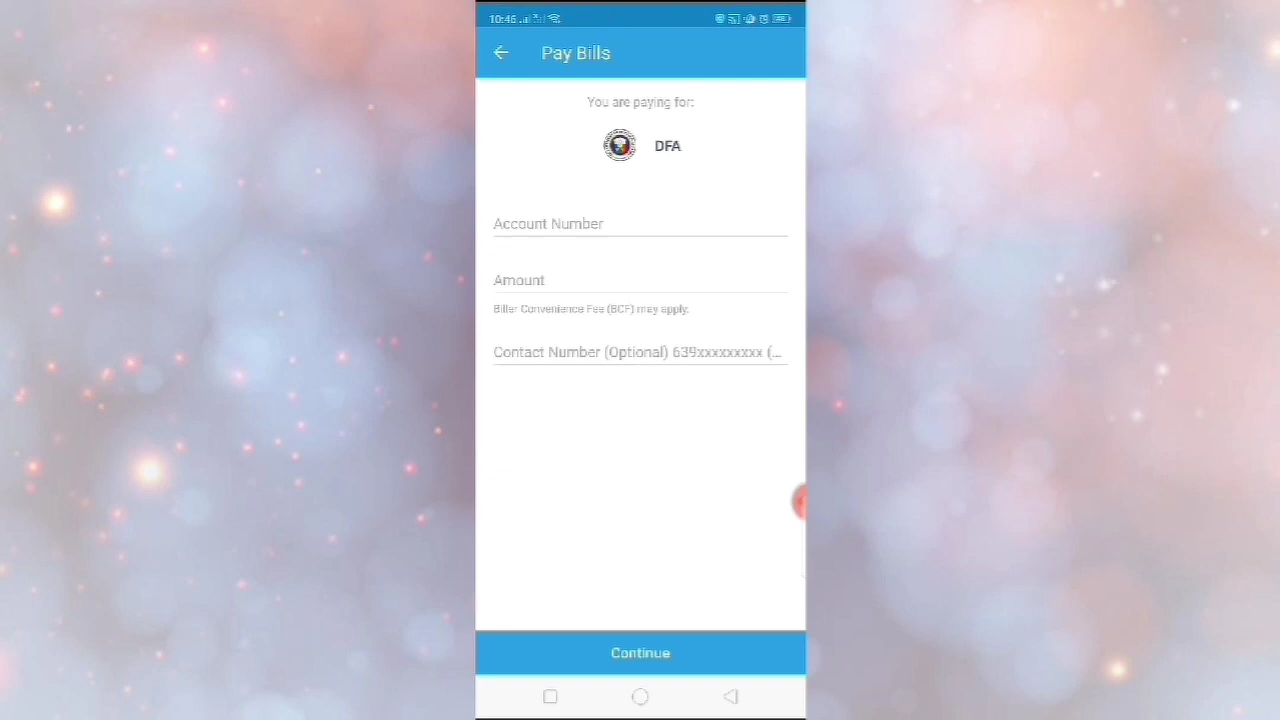 10:46
Pay Bills
You are paying for:
DFA
Account Number
Amount
Biller Convenience Fee (BCF) may apply.
Contact Number (Optional) 639xxxxxxxxx (...
Continue